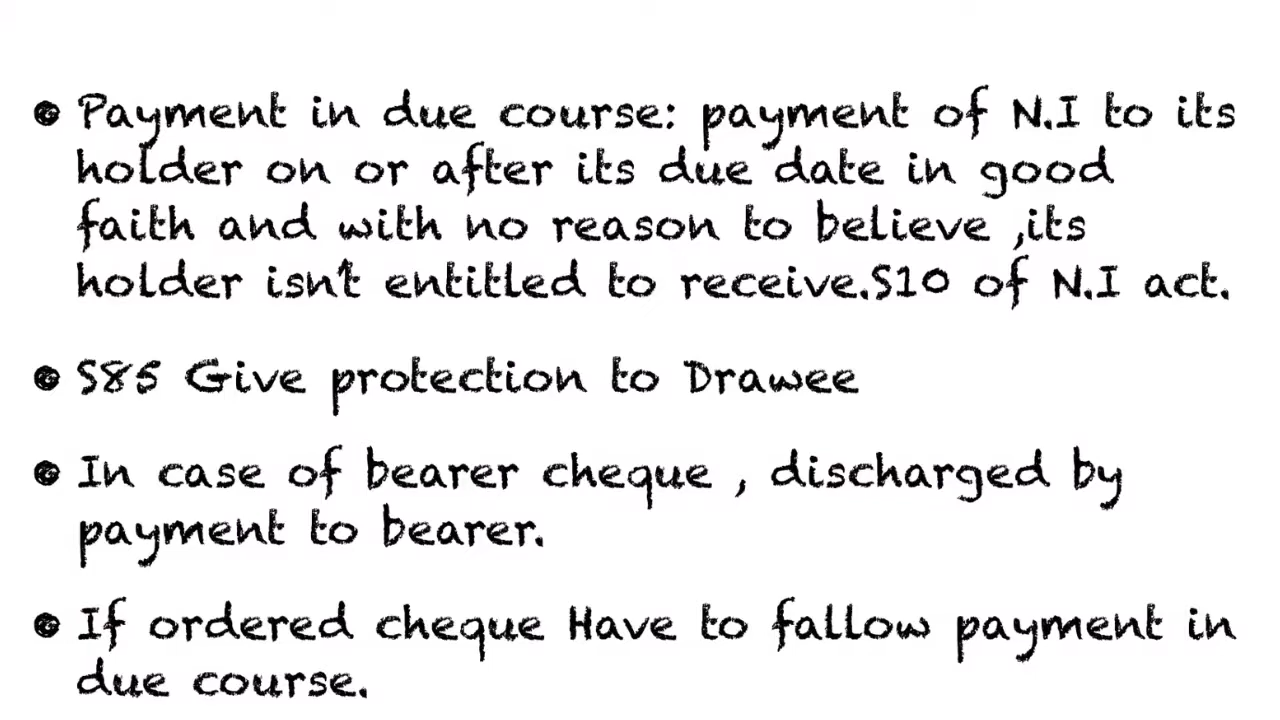 • Payment in due course: payment of N.I to its
holder on or after its due date in good
faith and with no reason to believe ,its
holder isn't entitled to receive.S10 of N.I act.
• S85 Give protection to Drawee
• In case of bearer cheque , discharged by
payment to bearer.
• If ordered cheque Have to fallow payment in
due course.